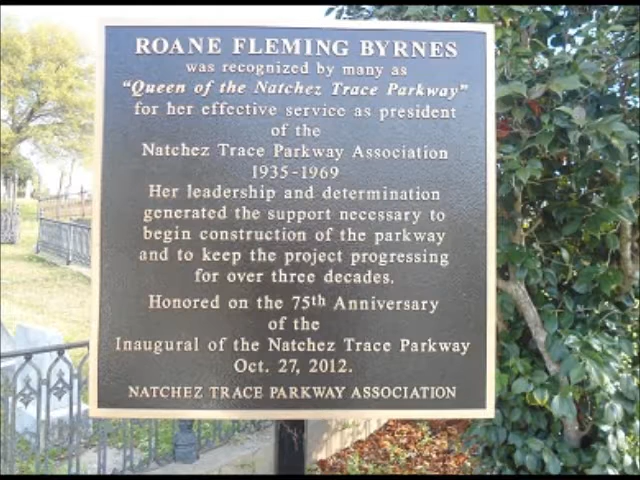 ROANE FLEMING BYRNES
was recognized by many as
"Queen of the Natchez Trace Parkway"
for her effective service as president
of the
Natchez Trace Parkway Association
1935-1969
Her leadership and determination
generated the support necessary to
begin construction of the parkway
and to keep the project progressing
for over three decades.
Honored on the 75th Anniversary
of the
Inaugural of the Natchez Trace Parkway
Oct. 27, 2012.
NATCHEZ TRACE PARKWAY ASSOCIATION